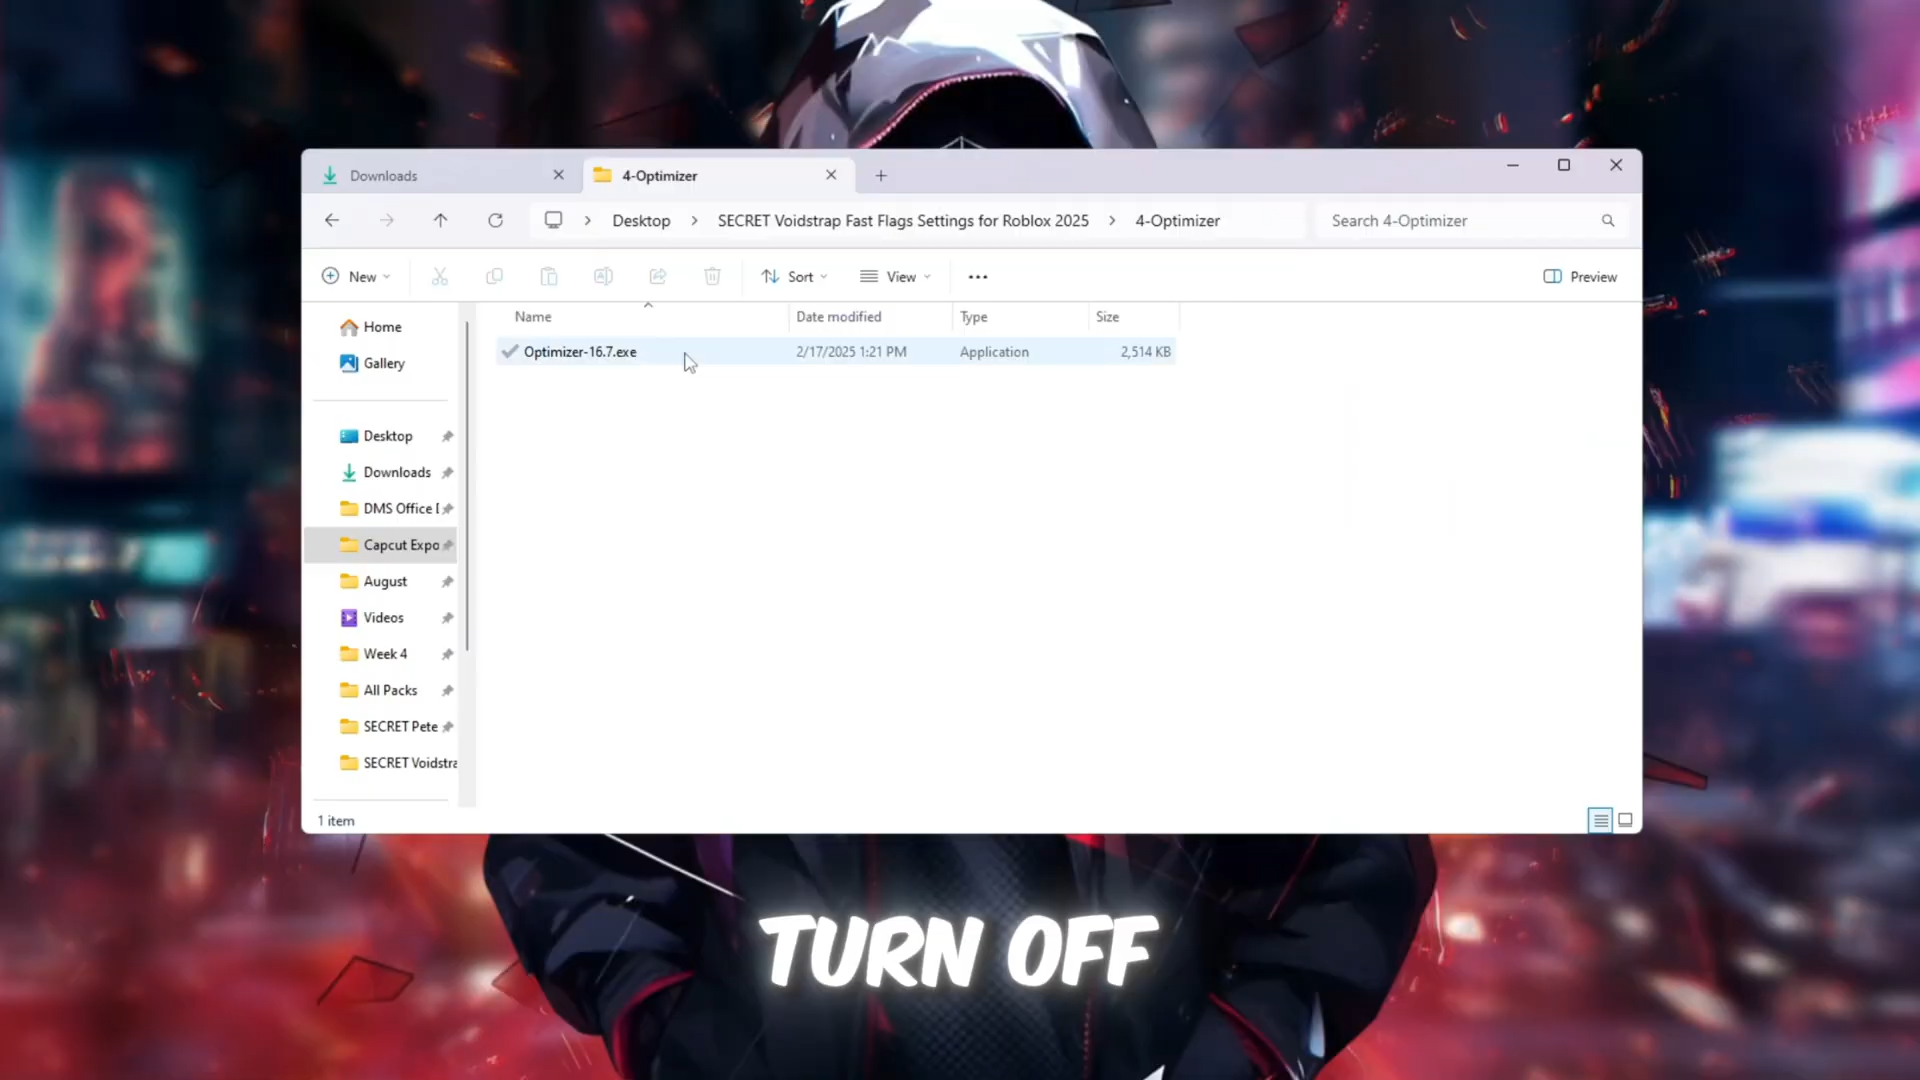 Downloads
4-Optimizer
Desktop > SECRET Voidstrap Fast Flags Settings for Roblox 2025 > 4-Optimizer
Search 4-Optimizer
New
Sort
View
Preview
Name Date modified Type Size
Optimizer-16.7.exe 2/17/2025 1:21 PM Application 2,514 KB
Home
Gallery
Desktop
Downloads
DMS Office
Capcut Expo
August
Videos
Week 4
All Packs
SECRET Pete
SECRET Voidstra
1 item
TURN OFF